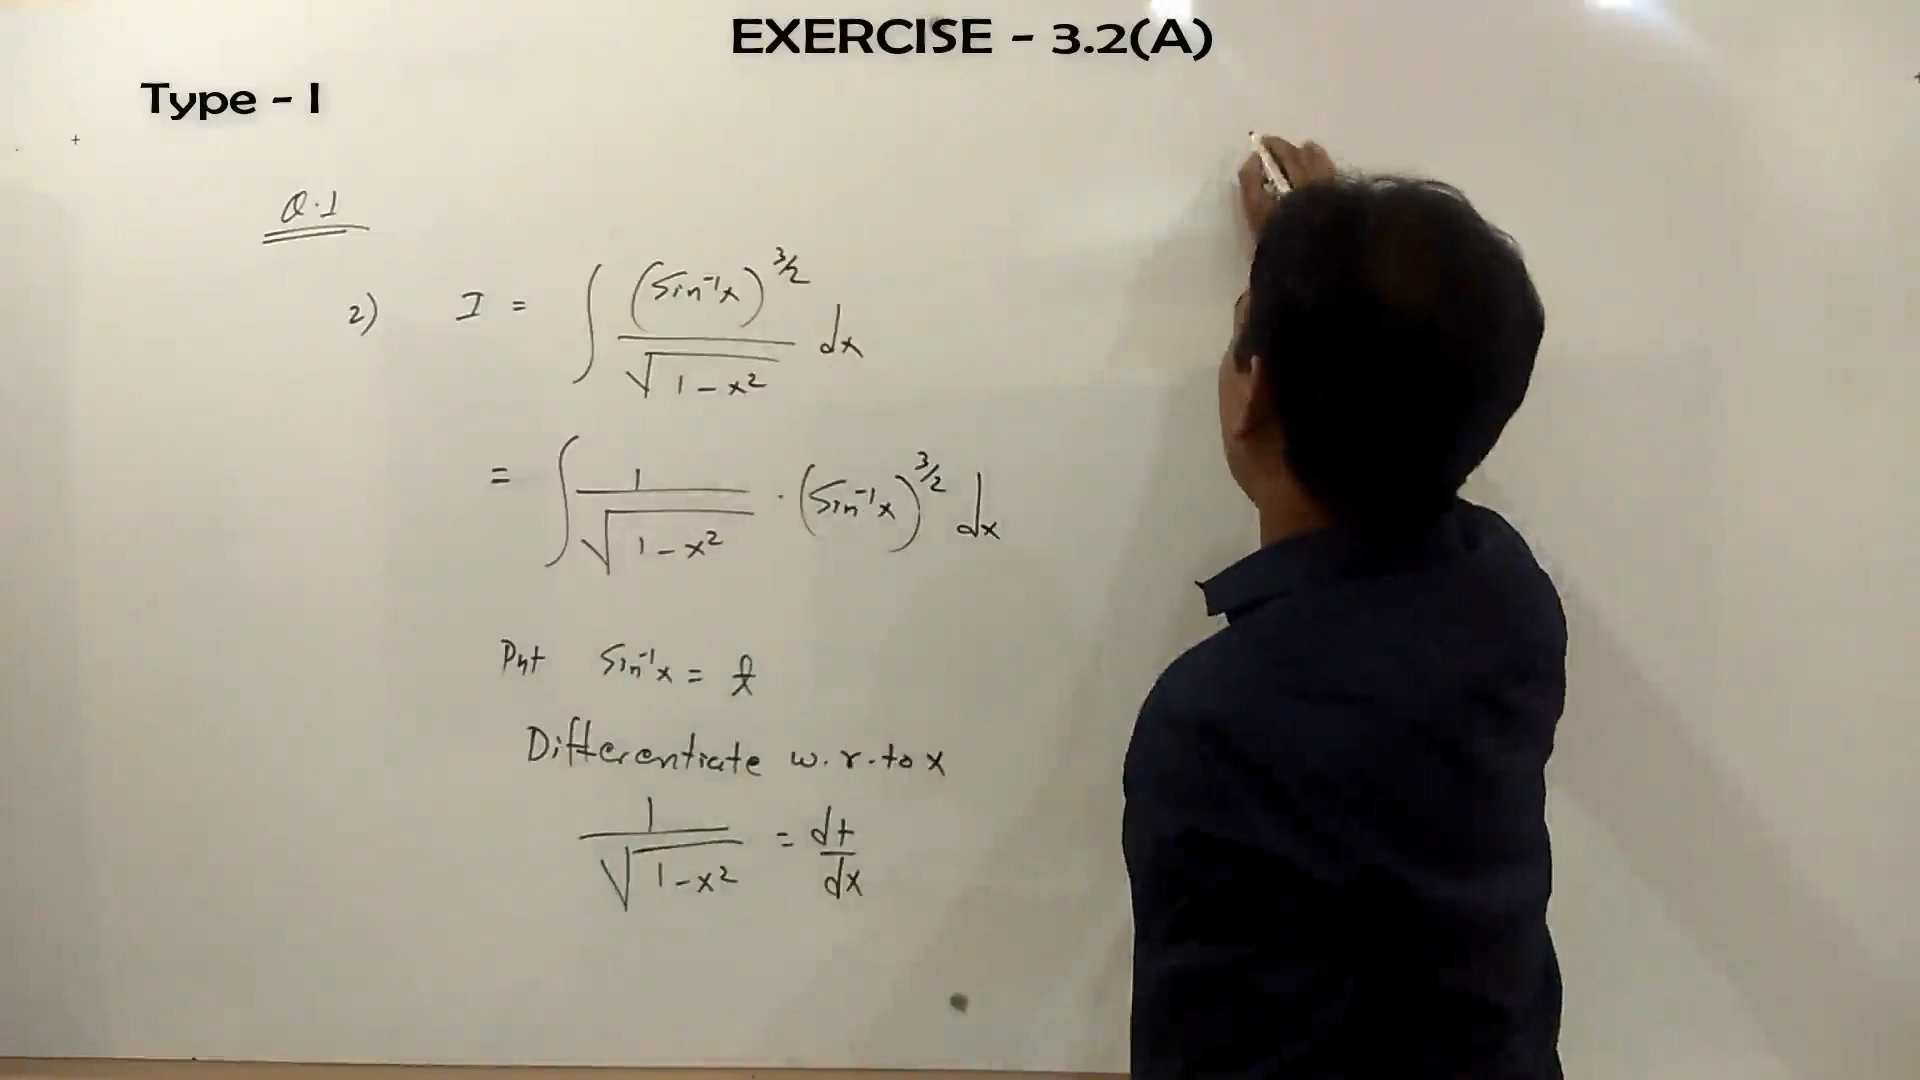 EXERCISE - 3.2(A)
Type - I
Q.1
2) I = ∫ (Sin⁻¹x)^3/2 / √(1-x²) dx
= ∫ 1/√(1-x²) · (Sin⁻¹x)^3/2 dx
Put Sin⁻¹x = t
Differentiate w.r.to x
1/√(1-x²) = dt/dx